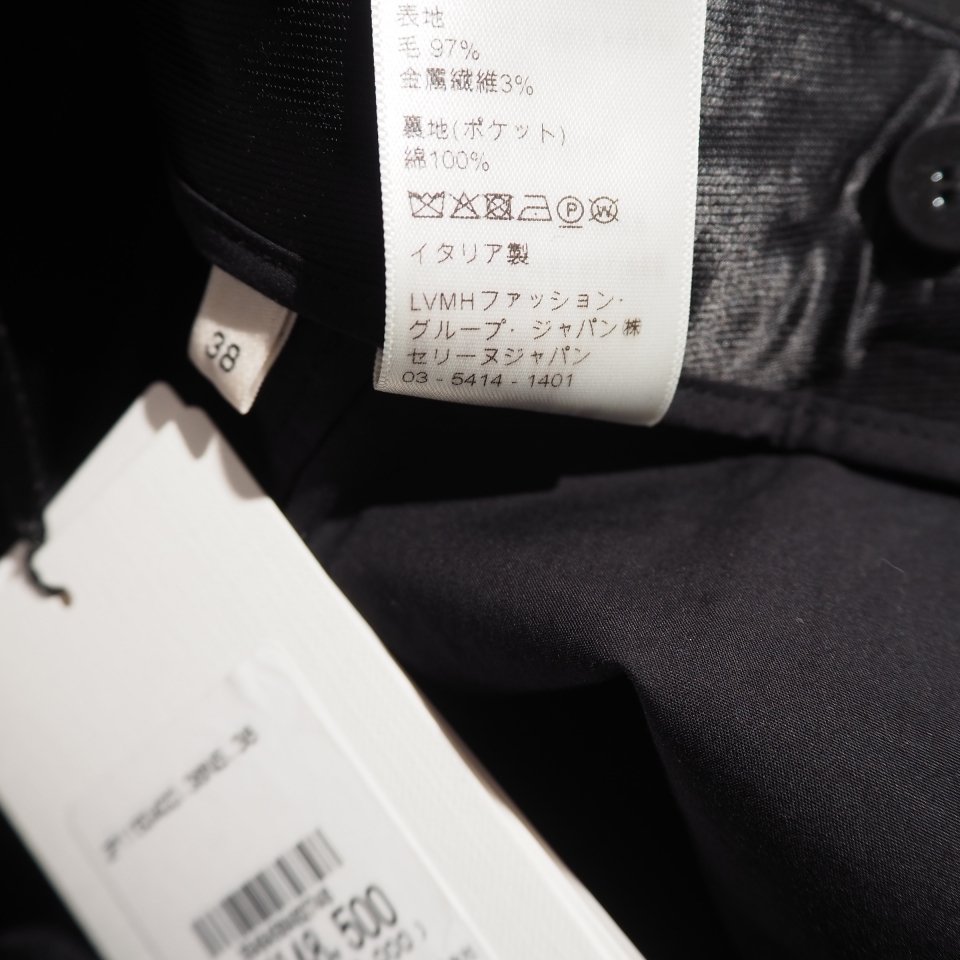 表地
毛 97%
金属繊維3%
裏地(ポケット)
綿100%
P W
イタリア製
LVMHファッション・
グループ・ジャパン㈱
セリーヌジャパン
03 - 5414 - 1401
38
500